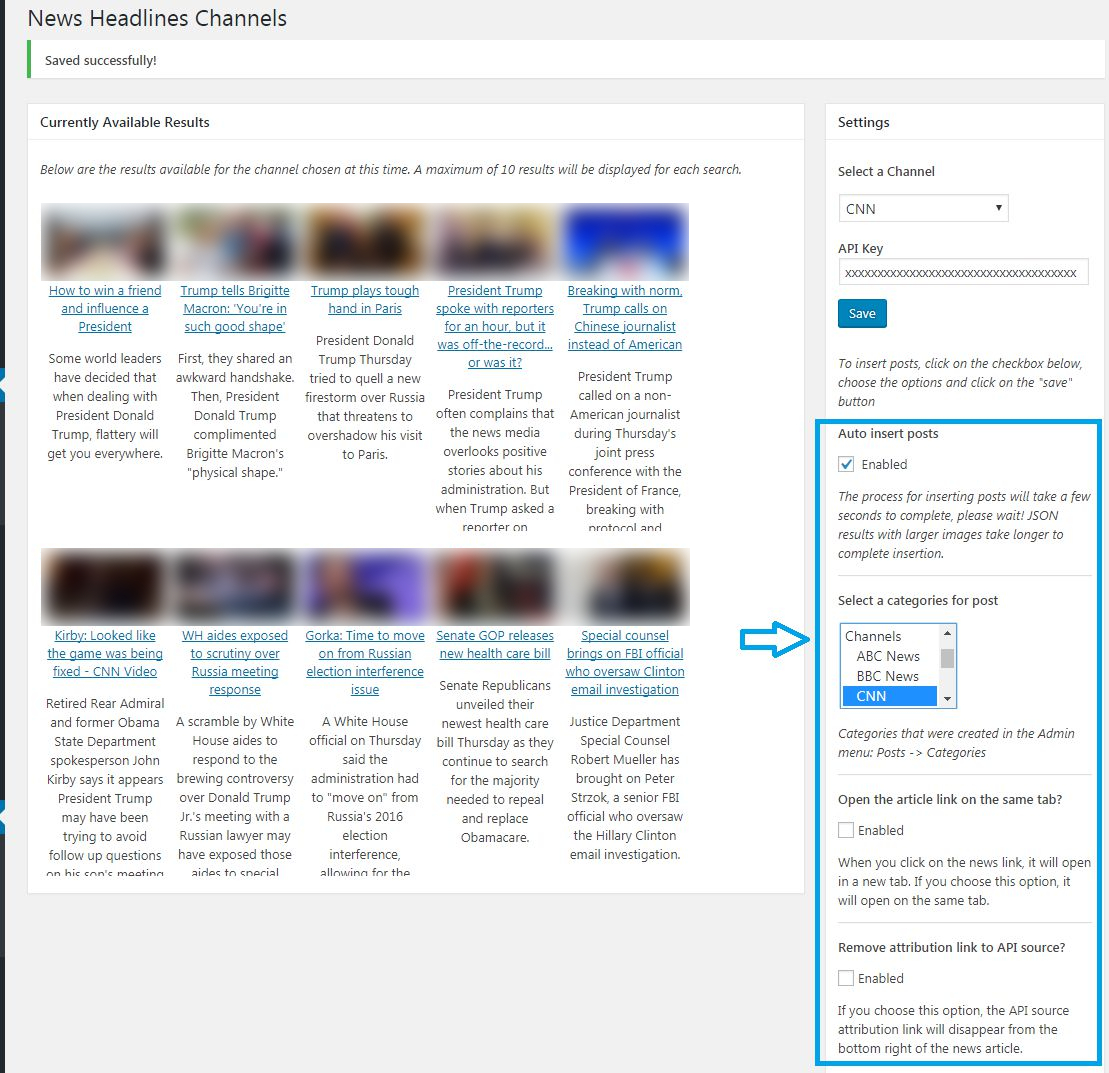 News Headlines Channels
Saved successfully!
Currently Available Results
Below are the results available for the channel chosen at this time. A maximum of 10 results will be displayed for each search.
How to win a friend
and influence a
President
Some world leaders
have decided that
when dealing with
President Donald
Trump, flattery will
get you everywhere.
Trump tells Brigitte
Macron: 'You're in
such good shape'
First, they shared an
awkward handshake.
Then, President
Donald Trump
complimented
Brigitte Macron's
"physical shape."
Trump plays tough
hand in Paris
President Donald
Trump Thursday
tried to quell a new
firestorm over Russia
that threatens to
overshadow his visit
to Paris.
President Trump
spoke with reporters
for an hour, but it
was off-the-record...
or was it?
President Trump
often complains that
the news media
overlooks positive
stories about his
administration. But
when Trump asked a
reporter on
Breaking with norm,
Trump calls on
Chinese journalist
instead of American
President Trump
called on a non-
American journalist
during Thursday's
joint press
conference with the
President of France,
breaking with
protocol and
Kirby: Looked like
the game was being
fixed - CNN Video
Retired Rear Admiral
and former Obama
State Department
spokesperson John
Kirby says it appears
President Trump
may have been
trying to avoid
follow up questions
on his son's meeting
WH aides exposed
to scrutiny over
Russia meeting
response
A scramble by White
House aides to
respond to the
brewing controversy
over Donald Trump
Jr.'s meeting with a
Russian lawyer may
have exposed those
aides to special
Gorka: Time to move
on from Russian
election interference
issue
A White House
official on Thursday
said the
administration had
to "move on" from
Russia's 2016
election
interference,
allowing for the
Senate GOP releases
new health care bill
Senate Republicans
unveiled their
newest health care
bill Thursday as they
continue to search
for the majority
needed to repeal
and replace
Obamacare.
Special counsel
brings on FBI official
who oversaw Clinton
email investigation
Justice Department
Special Counsel
Robert Mueller has
brought on Peter
Strzok, a senior FBI
official who oversaw
the Hillary Clinton
email investigation.
Settings
Select a Channel
CNN
API Key
xxxxxxxxxxxxxxxxxxxxxxxxxxxxxxxxxxxx
Save
To insert posts, click on the checkbox below,
choose the options and click on the "save"
button
Auto insert posts
Enabled
The process for inserting posts will take a few
seconds to complete, please wait! JSON
results with larger images take longer to
complete insertion.
Select a categories for post
Channels
ABC News
BBC News
CNN
Categories that were created in the Admin
menu: Posts -> Categories
Open the article link on the same tab?
Enabled
When you click on the news link, it will open
in a new tab. If you choose this option, it
will open on the same tab.
Remove attribution link to API source?
Enabled
If you choose this option, the API source
attribution link will disappear from the
bottom right of the news article.